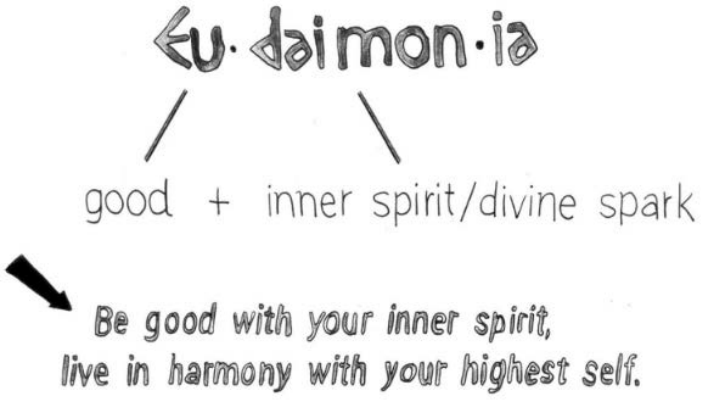 Eu·daimon·ia
good + inner spirit/divine spark
Be good with your inner spirit,
live in harmony with your highest self.